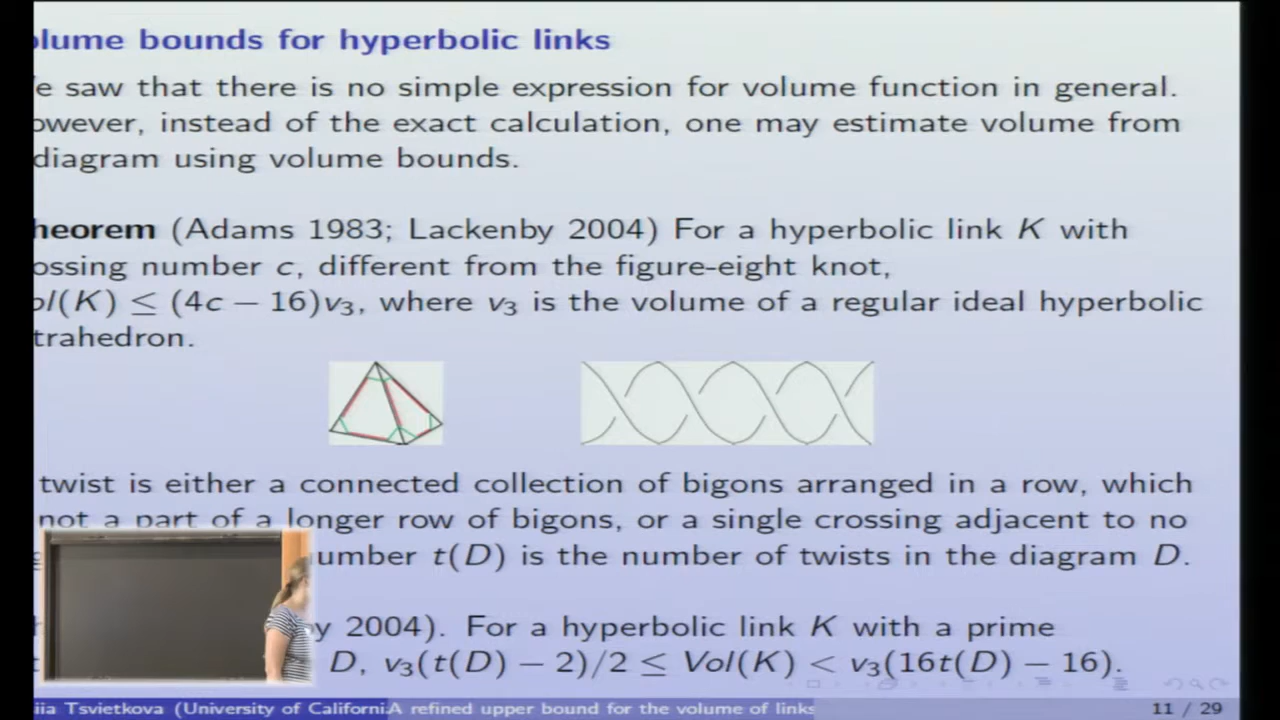 olume bounds for hyperbolic links
e saw that there is no simple expression for volume function in general.
owever, instead of the exact calculation, one may estimate volume from
diagram using volume bounds.
heorem (Adams 1983; Lackenby 2004) For a hyperbolic link K with
ossing number c, different from the figure-eight knot,
ol(K) ≤ (4c − 16)v₃, where v₃ is the volume of a regular ideal hyperbolic
trahedron.
twist is either a connected collection of bigons arranged in a row, which
not a part of a longer row of bigons, or a single crossing adjacent to no
umber t(D) is the number of twists in the diagram D.
y 2004). For a hyperbolic link K with a prime
D, v₃(t(D) − 2)/2 ≤ Vol(K) < v₃(16t(D) − 16).
iia Tsvietkova (University of Californi A refined upper bound for the volume of links 11 / 29